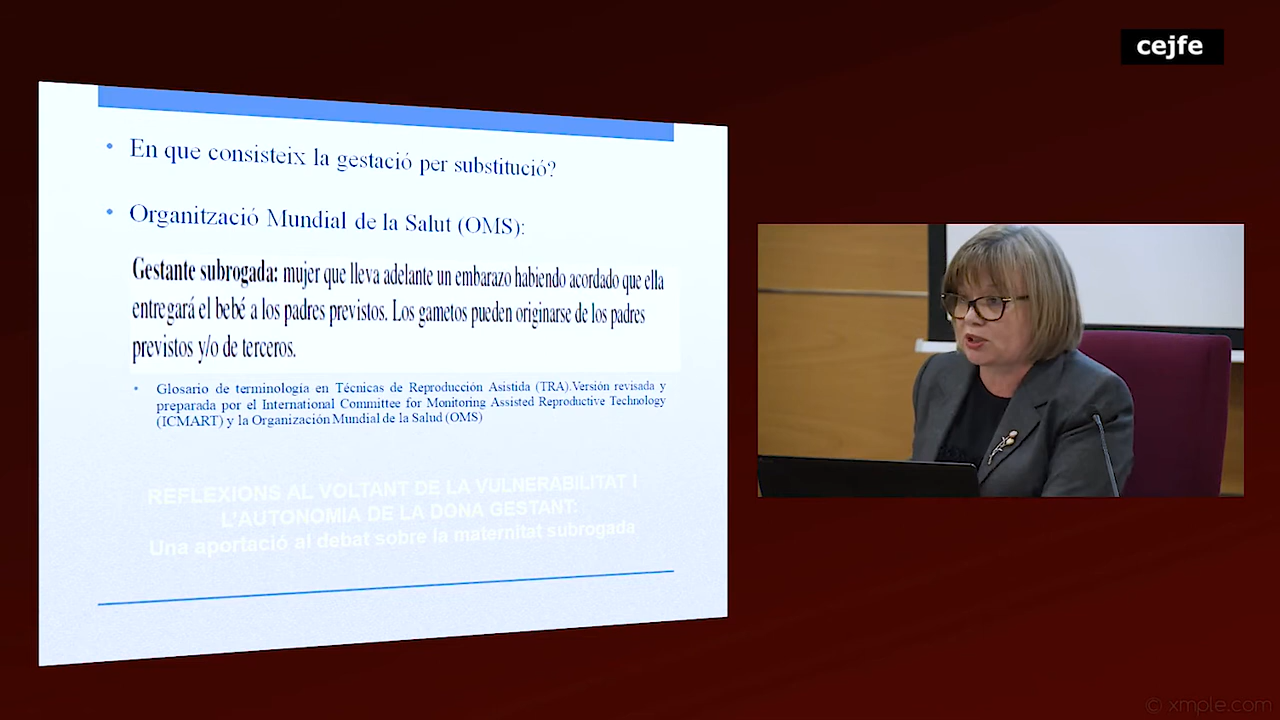 cejfe
• En que consisteix la gestació per substitució?
• Organització Mundial de la Salut (OMS):
Gestante subrogada: mujer que lleva adelante un embarazo habiendo acordado que ella
entregará el bebé a los padres previstos. Los gametos pueden originarse de los padres
previstos y/o de terceros.
• Glosario de terminología en Técnicas de Reproducción Asistida (TRA).Versión revisada y
preparada por el International Committee for Monitoring Assisted Reproductive Technology
(ICMART) y la Organización Mundial de la Salud (OMS)
REFLEXIONS AL VOLTANT DE LA VULNERABILITAT I
L'AUTONOMIA DE LA DONA GESTANT:
Una aportació al debat sobre la maternitat subrogada
© xmple.com